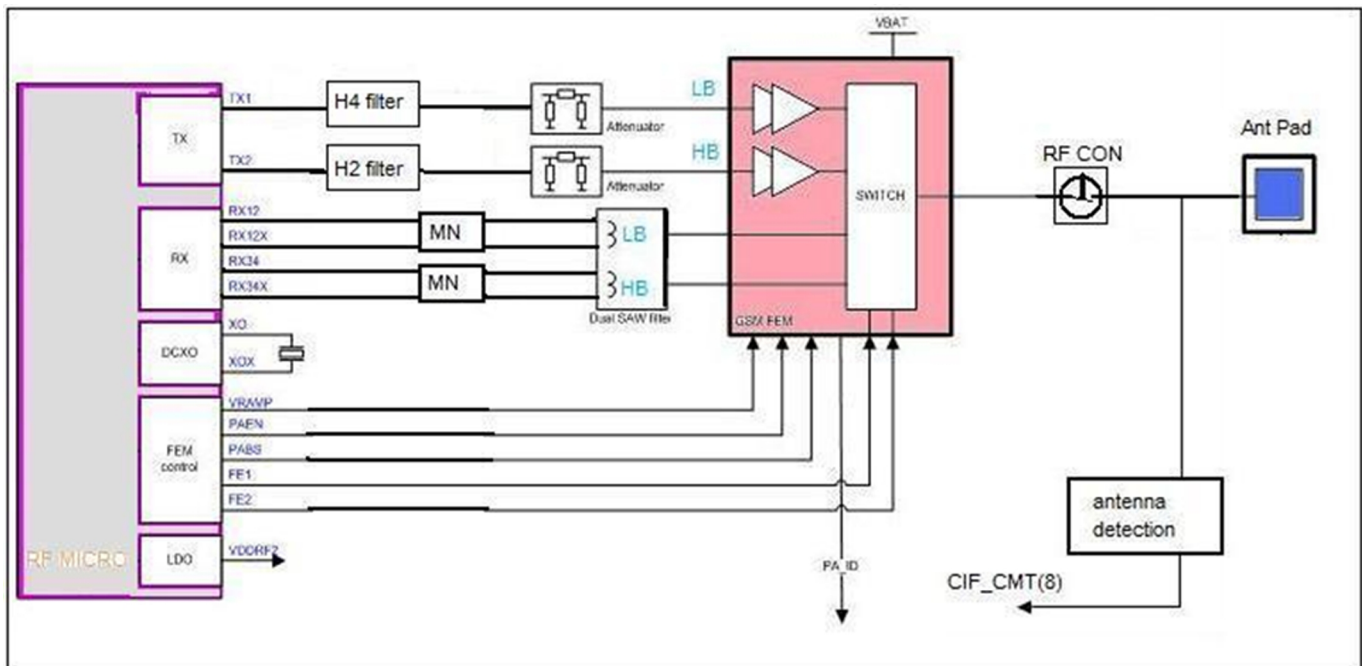 VBAT
TX1
H4 filter
LB
Attenuator
TX
Ant Pad
TX2
H2 filter
HB
RF CON
Attenuator
SWITCH
RX12
MN
LB
RX12X
RX
RX34
MN
HB
RX34X
Dual SAW filter
GSM FEM
XO
DCXO
XOX
VRAMP
PAEN
PABS
FEM
control
FE1
FE2
antenna
detection
RF MICRO
LDO
VDDRF2
PA_ID
CIF_CMT(8)